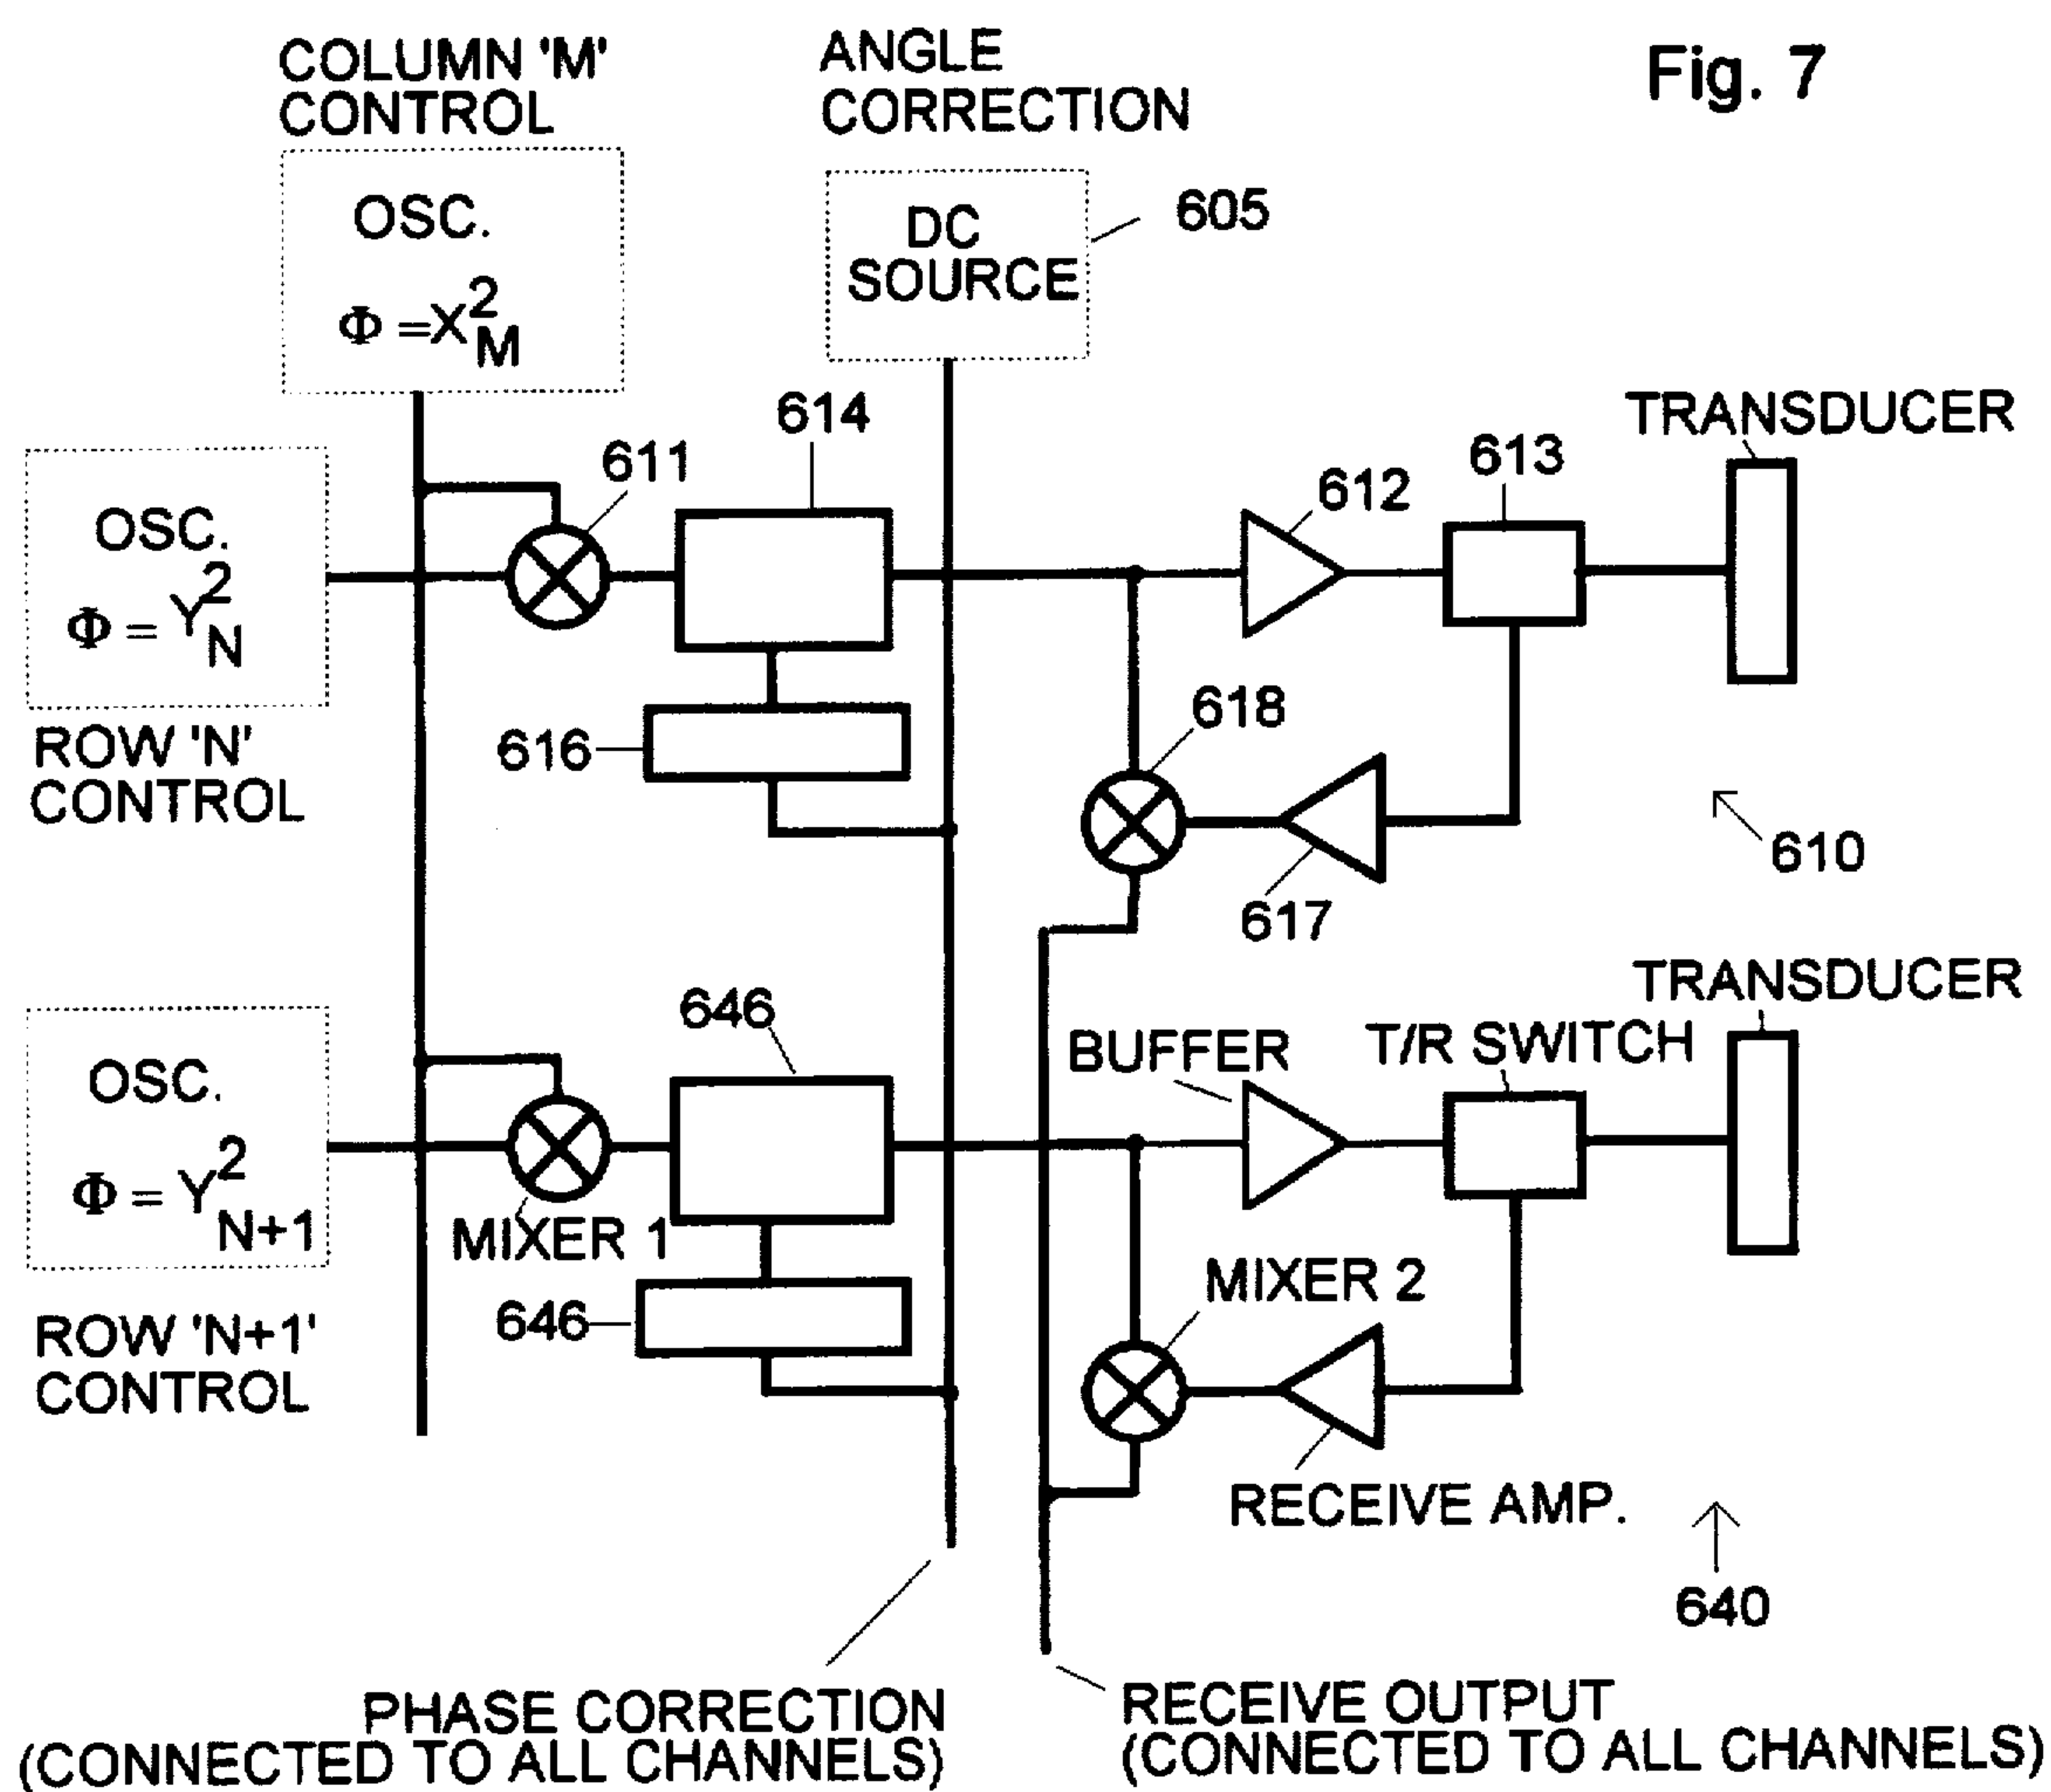 Fig. 7
COLUMN 'M'
CONTROL
ANGLE
CORRECTION
OSC.
Φ = X²M
DC
SOURCE
605
614
TRANSDUCER
611
612
613
OSC.
Φ = Y²N
ROW 'N'
CONTROL
616
618
617
610
TRANSDUCER
646
BUFFER
T/R SWITCH
OSC.
Φ = Y²N+1
MIXER 1
MIXER 2
646
ROW 'N+1'
CONTROL
RECEIVE AMP.
640
PHASE CORRECTION
(CONNECTED TO ALL CHANNELS)
RECEIVE OUTPUT
(CONNECTED TO ALL CHANNELS)